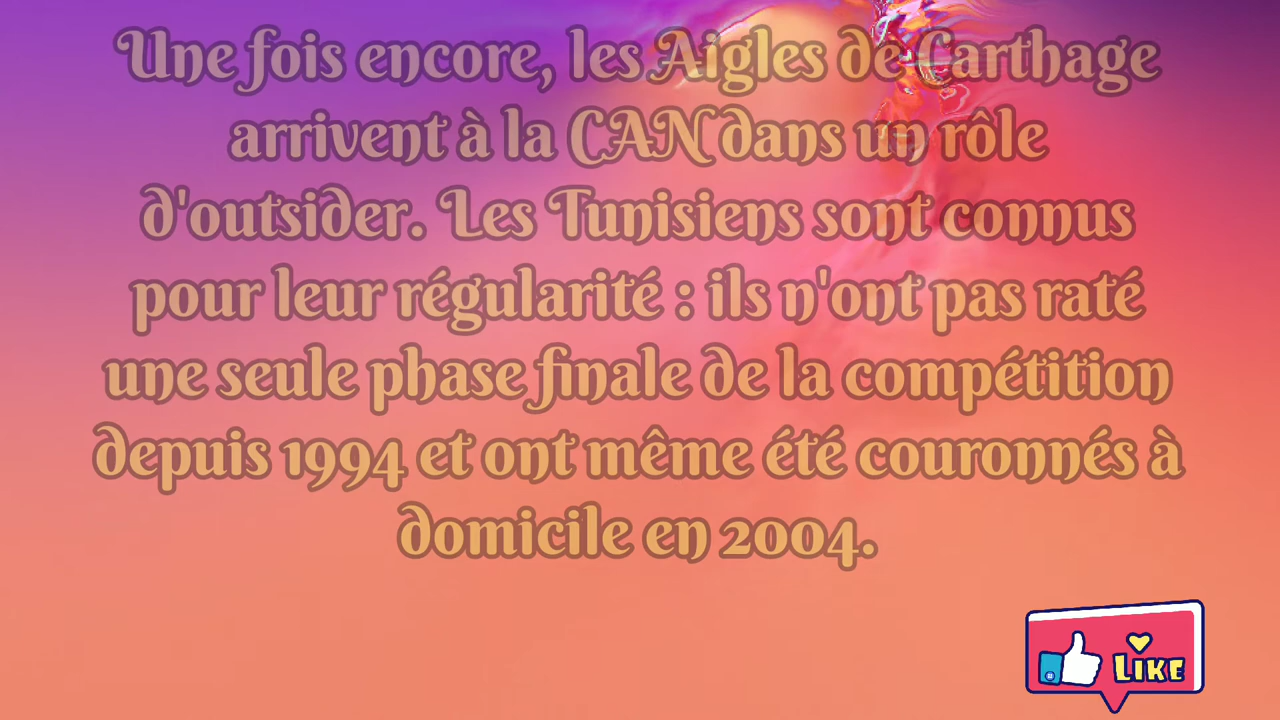 Une fois encore, les Aigles de Carthage
arrivent à la CAN dans un rôle
d'outsider. Les Tunisiens sont connus
pour leur régularité : ils n'ont pas raté
une seule phase finale de la compétition
depuis 1994 et ont même été couronnés à
domicile en 2004.
LIKE